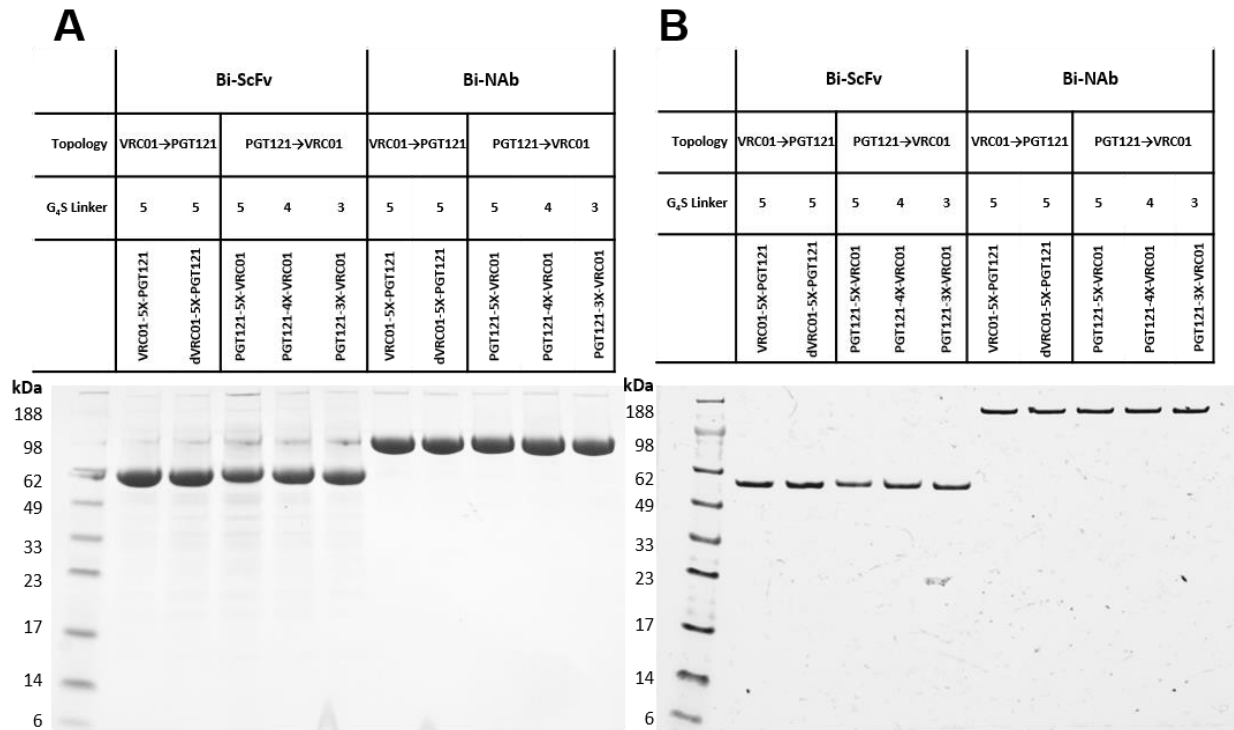 A
Bi-ScFv Bi-NAb
Topology VRC01→PGT121 PGT121→VRC01 VRC01→PGT121 PGT121→VRC01
G₄S Linker 5 5 5 4 3 5 5 5 4 3
VRC01-5X-PGT121
dVRC01-5X-PGT121
PGT121-5X-VRC01
PGT121-4X-VRC01
PGT121-3X-VRC01
VRC01-5X-PGT121
dVRC01-5X-PGT121
PGT121-5X-VRC01
PGT121-4X-VRC01
PGT121-3X-VRC01
kDa
188
98
62
49
33
23
17
14
6
B
Bi-ScFv Bi-NAb
Topology VRC01→PGT121 PGT121→VRC01 VRC01→PGT121 PGT121→VRC01
G₄S Linker 5 5 5 4 3 5 5 5 4 3
VRC01-5X-PGT121
dVRC01-5X-PGT121
PGT121-5X-VRC01
PGT121-4X-VRC01
PGT121-3X-VRC01
VRC01-5X-PGT121
dVRC01-5X-PGT121
PGT121-5X-VRC01
PGT121-4X-VRC01
PGT121-3X-VRC01
kDa
188
98
62
49
33
23
17
14
6